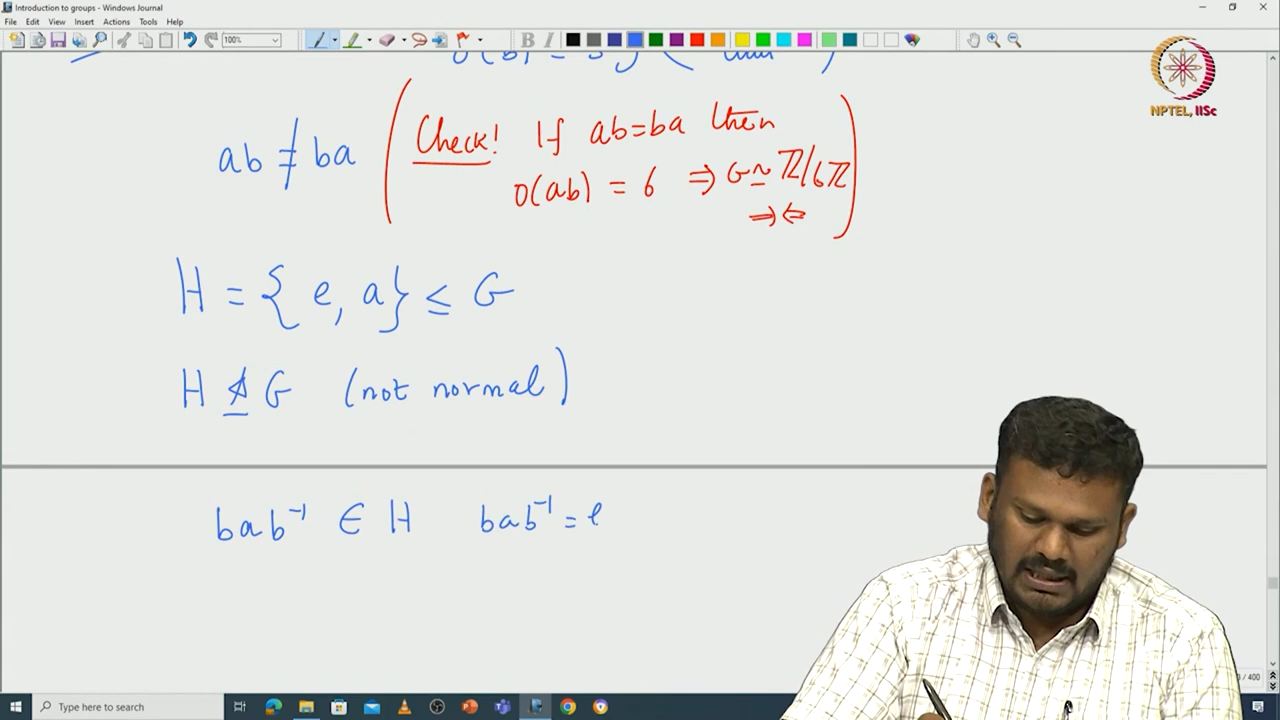 Introduction to groups - Windows Journal
File Edit View Insert Actions Tools Help
100%
B I
NPTEL, IISc
ab ≠ ba ( Check! If ab=ba then
o(ab) = 6 ⇒ G ≃ ℤ/6ℤ
⇒⇐ )
H = { e, a } ≤ G
H ⋬ G (not normal)
bab⁻¹ ∈ H bab⁻¹ = e
/ 400
Type here to search